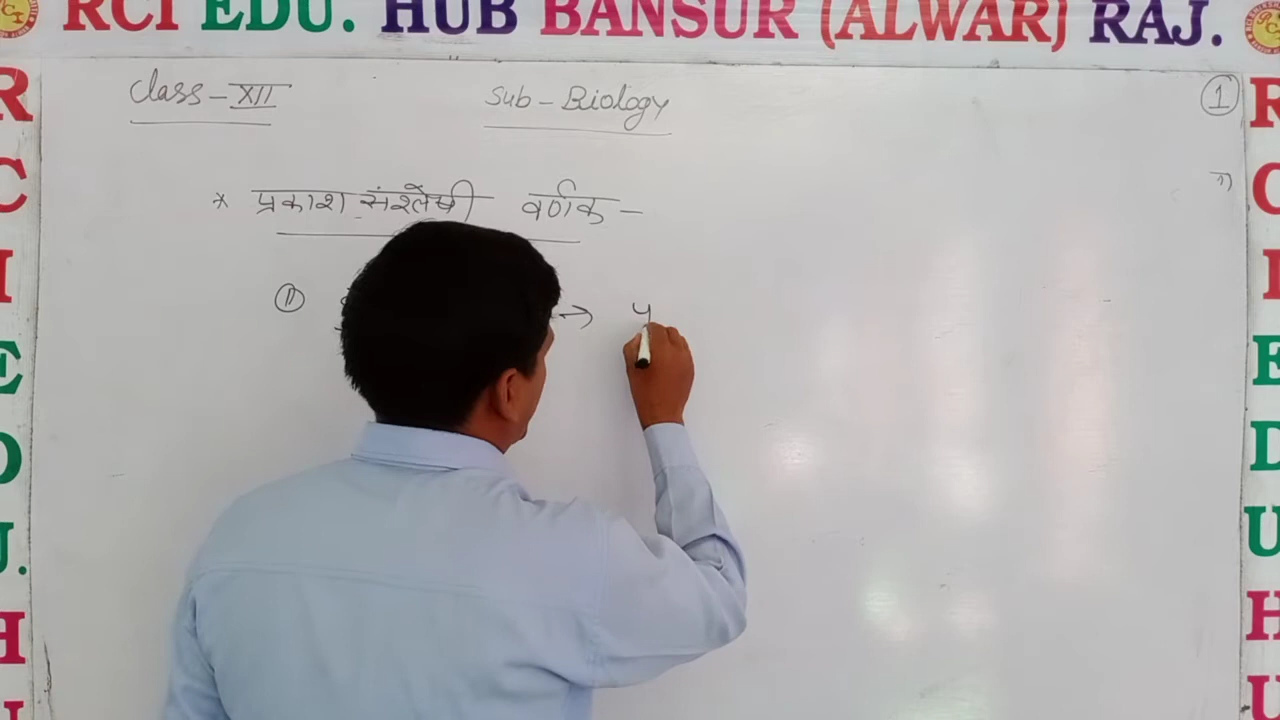 RCI EDU. HUB BANSUR (ALWAR) RAJ.
Class - XII Sub - Biology ①
* प्रकाश संश्लेषी वर्णक -
① →
R
C
I
E
D
U.
H
R
C
I
E
D
U
H
U